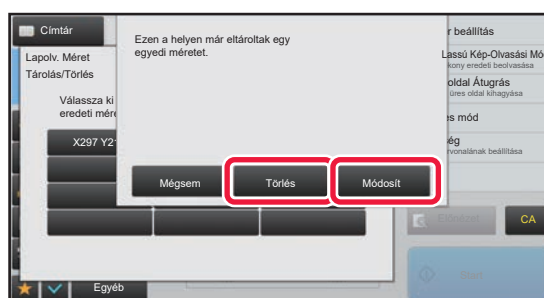 Címtár
Lapolv. Méret
Tárolás/Törlés
Válassza ki
eredeti mére
X297 Y21
Ezen a helyen már eltároltak egy
egyedi méretet.
Mégsem
Törlés
Módosít
r beállítás
Lassú Kép-Olvasási Mó
kony eredeti beolvasása
oldal Átugrás
üres oldal kihagyása
es mód
ég
rvonalának beállítása
Előnézet
CA
Start
Egyéb